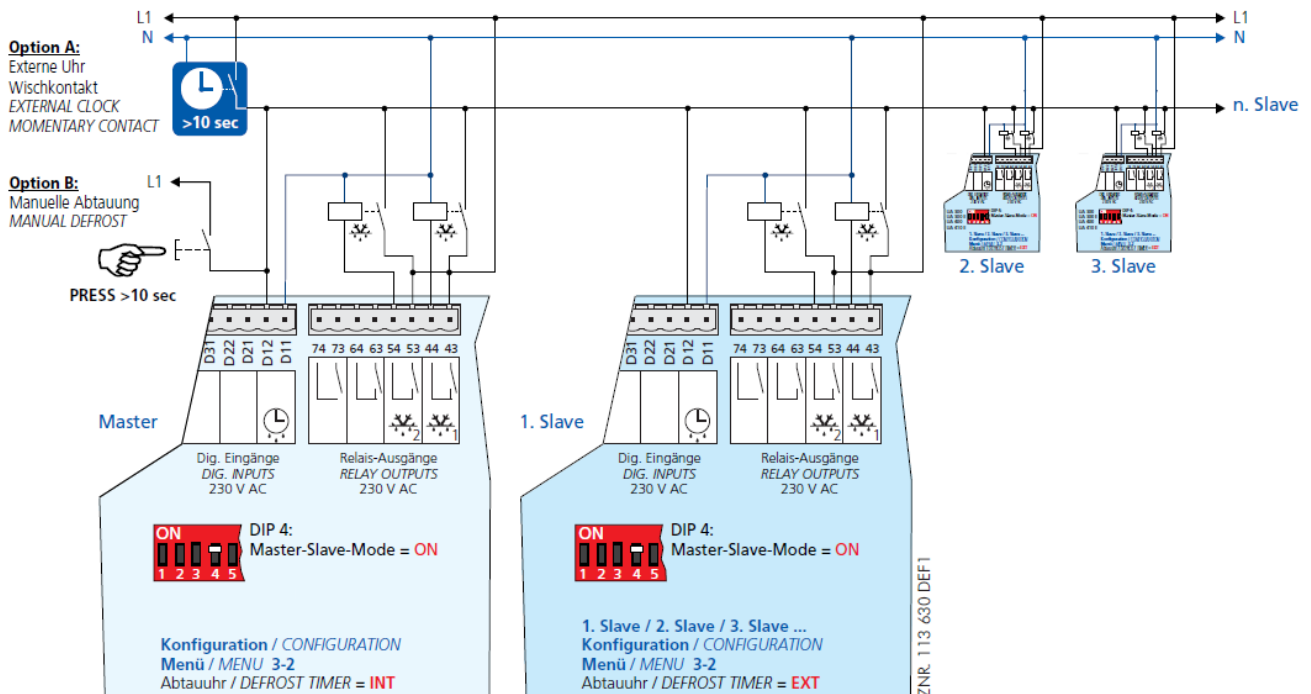 L1
L1
N
N
Option A:
Externe Uhr
Wischkontakt
EXTERNAL CLOCK
MOMENTARY CONTACT
>10 sec
n. Slave
Option B:
L1
Manuelle Abtauung
MANUAL DEFROST
PRESS >10 sec
2. Slave
3. Slave
D31 D22 D21 D12 D11
74 73 64 63 54 53 44 43
D31 D22 D21 D12 D11
74 73 64 63 54 53 44 43
Master
2 1
1. Slave
2 1
Dig. Eingänge
DIG. INPUTS
230 V AC
Relais-Ausgänge
RELAY OUTPUTS
230 V AC
Dig. Eingänge
DIG. INPUTS
230 V AC
Relais-Ausgänge
RELAY OUTPUTS
230 V AC
ON
1 2 3 4 5
DIP 4:
Master-Slave-Mode = ON
ON
1 2 3 4 5
DIP 4:
Master-Slave-Mode = ON
Konfiguration / CONFIGURATION
Menü / MENU 3-2
Abtauuhr / DEFROST TIMER = INT
1. Slave / 2. Slave / 3. Slave ...
Konfiguration / CONFIGURATION
Menü / MENU 3-2
Abtauuhr / DEFROST TIMER = EXT
ZNR. 113 630 DEF1